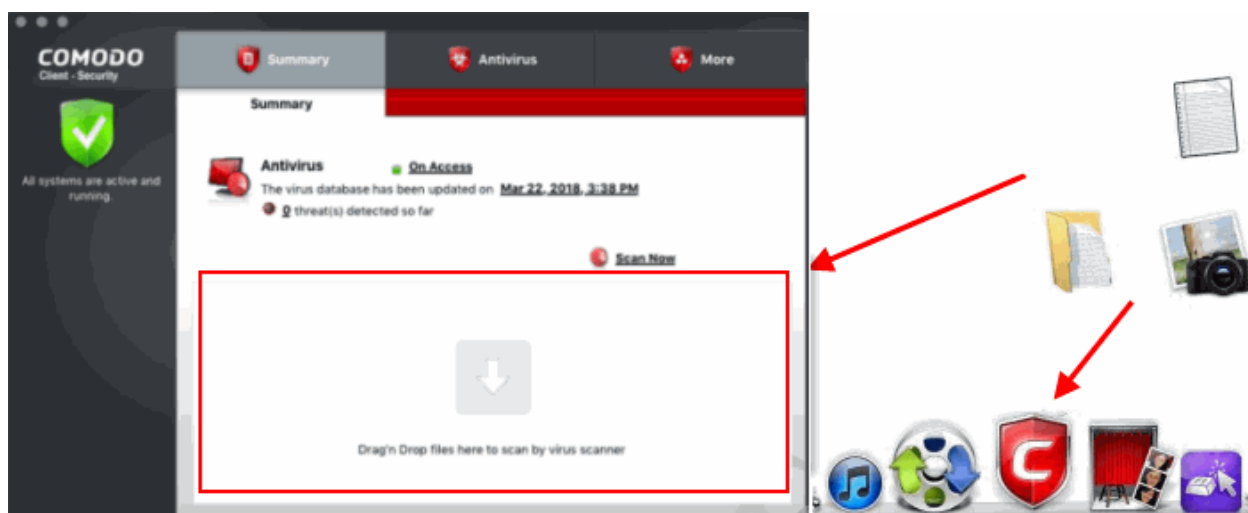 COMODO
Client - Security
Summary
Antivirus
More
Summary
All systems are active and
running.
Antivirus
On Access
The virus database has been updated on Mar 22, 2018, 3:38 PM
0 threat(s) detected so far
Scan Now
Drag'n Drop files here to scan by virus scanner
C